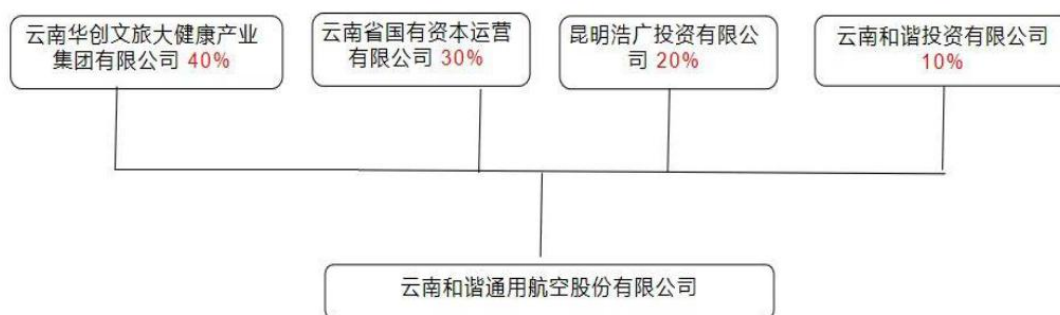 云南华创文旅大健康产业
集团有限公司 40%
云南省国有资本运营
有限公司 30%
昆明浩广投资有限公
司 20%
云南和谐投资有限公司
10%
云南和谐通用航空股份有限公司